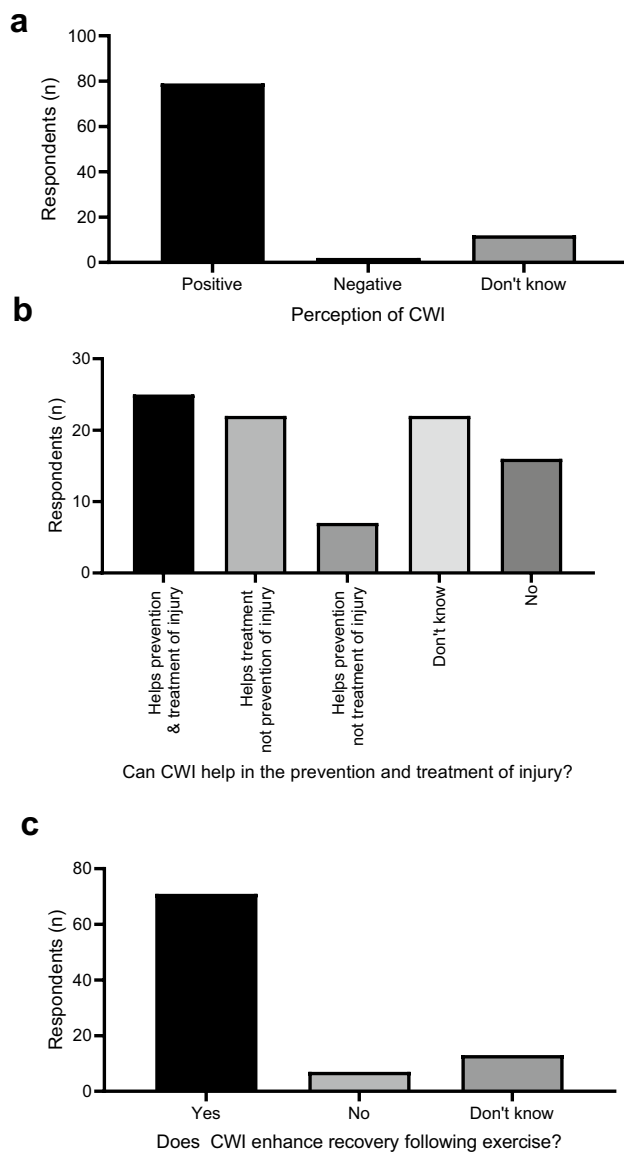 a
Respondents (n)
100
80
60
40
20
0
Positive Negative Don't know
Perception of CWI
b
Respondents (n)
30
20
10
0
Helps prevention
& treatment of injury
Helps treatment
not prevention of injury
Helps prevention
not treatment of injury
Don't know
No
Can CWI help in the prevention and treatment of injury?
c
Respondents (n)
80
60
40
20
0
Yes No Don't know
Does CWI enhance recovery following exercise?